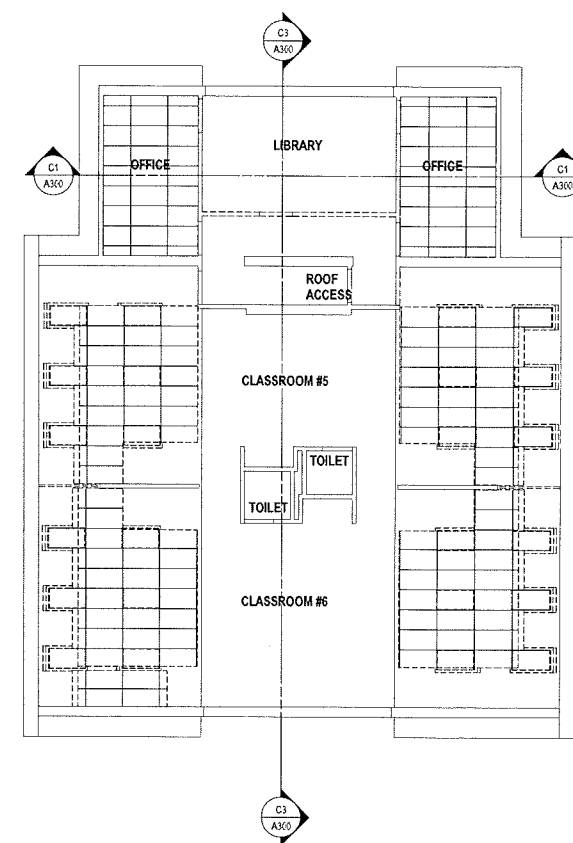 C3
A300
LIBRARY
OFFICE
OFFICE
C1
A300
C1
A300
ROOF
ACCESS
CLASSROOM #5
TOILET
TOILET
CLASSROOM #6
C3
A300